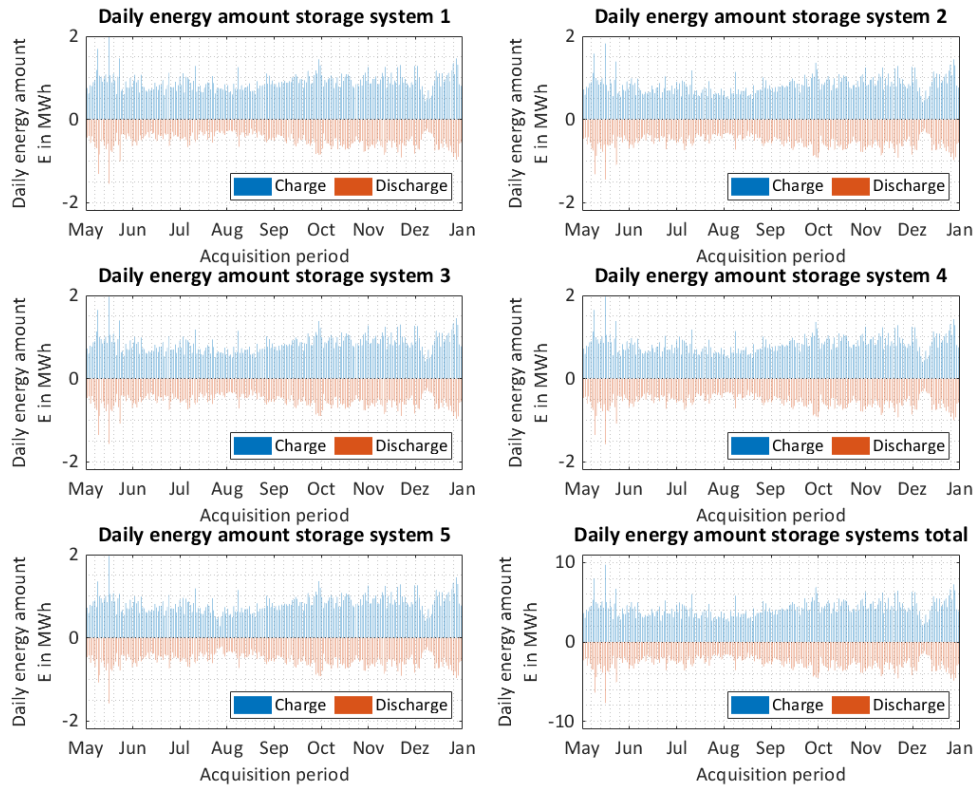 Daily energy amount storage system 1
Daily energy amount
E in MWh
2
0
-2
Charge Discharge
May Jun Jul Aug Sep Oct Nov Dez Jan
Acquisition period
Daily energy amount storage system 2
Daily energy amount
E in MWh
2
0
-2
Charge Discharge
May Jun Jul Aug Sep Oct Nov Dez Jan
Acquisition period
Daily energy amount storage system 3
Daily energy amount
E in MWh
2
0
-2
Charge Discharge
May Jun Jul Aug Sep Oct Nov Dez Jan
Acquisition period
Daily energy amount storage system 4
Daily energy amount
E in MWh
2
0
-2
Charge Discharge
May Jun Jul Aug Sep Oct Nov Dez Jan
Acquisition period
Daily energy amount storage system 5
Daily energy amount
E in MWh
2
0
-2
Charge Discharge
May Jun Jul Aug Sep Oct Nov Dez Jan
Acquisition period
Daily energy amount storage systems total
Daily energy amount
E in MWh
10
0
-10
Charge Discharge
May Jun Jul Aug Sep Oct Nov Dez Jan
Acquisition period